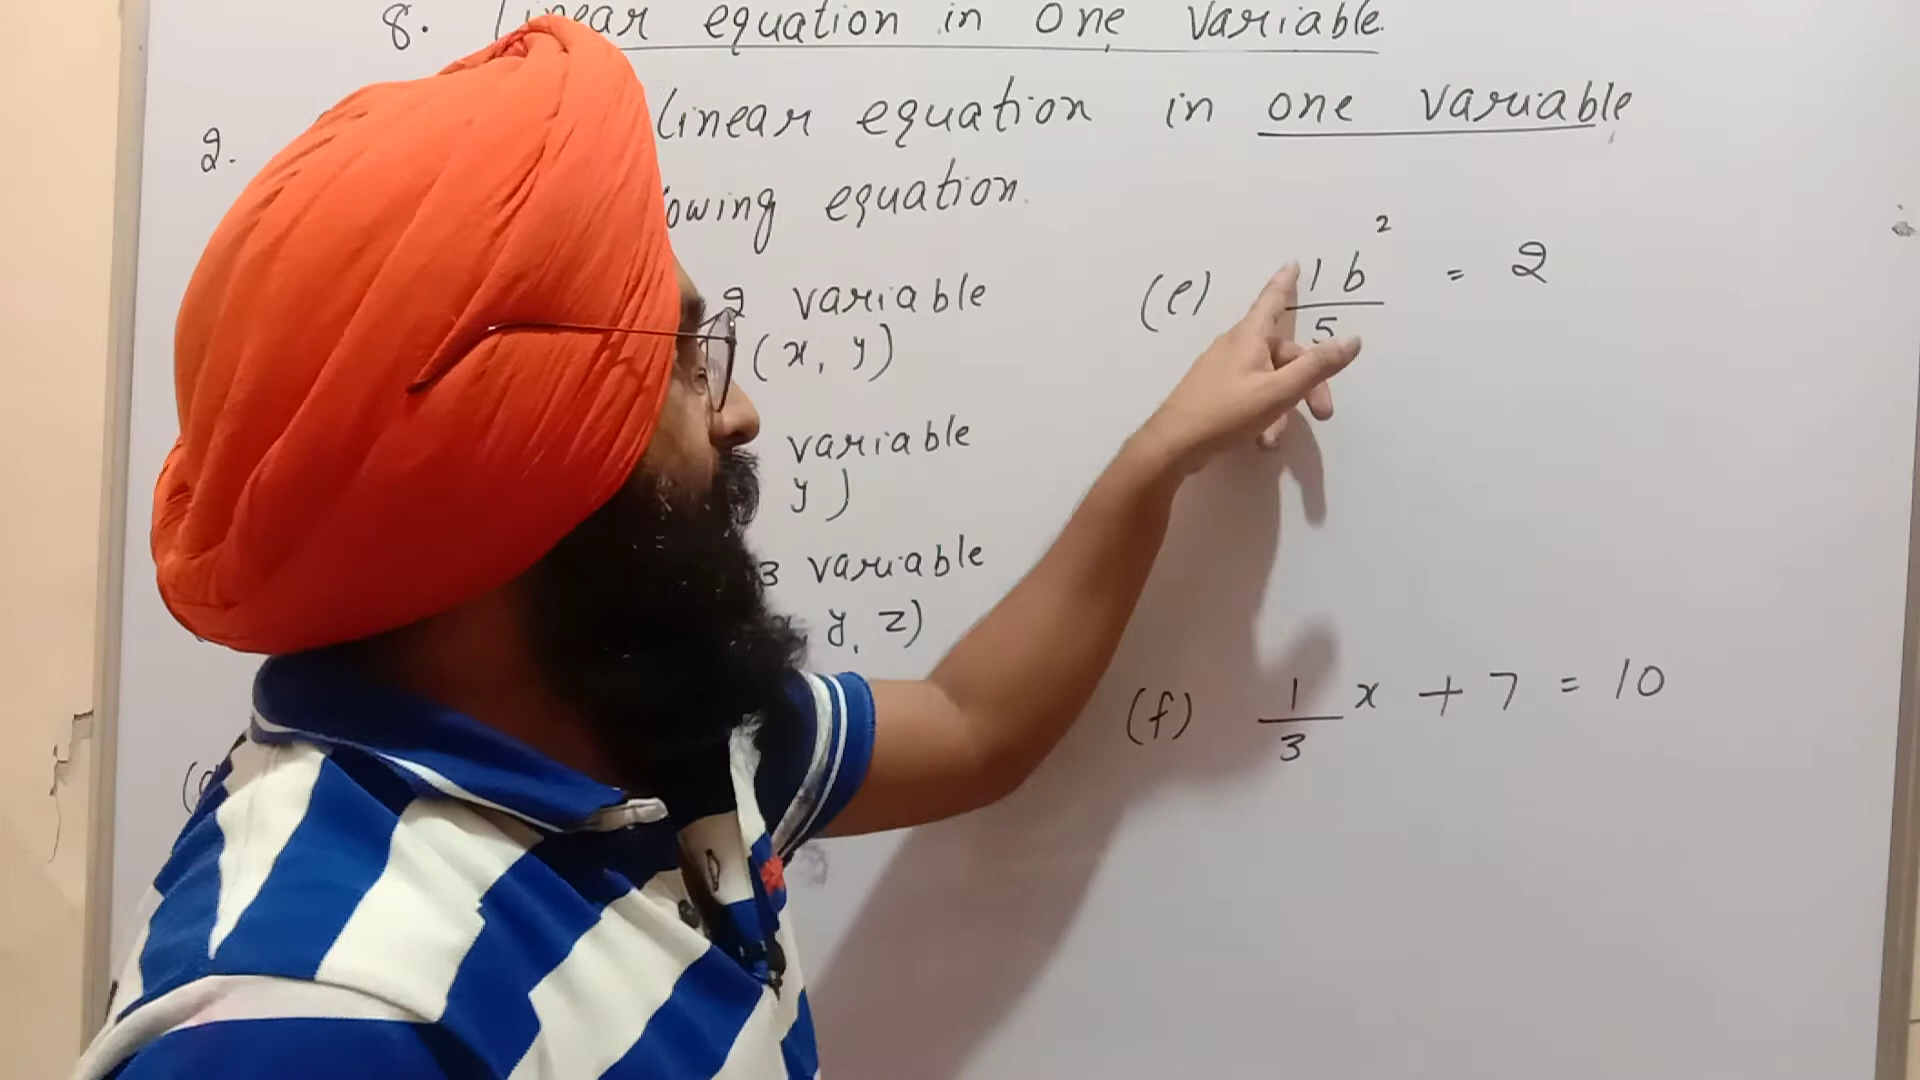 8. linear equation in one variable.
2. linear equation in one variable
equation.
2 variable
(x, y)
variable
y)
3 variable
y, z)
(e) 1b² / 5 = 2
(f) 1/3 x + 7 = 10